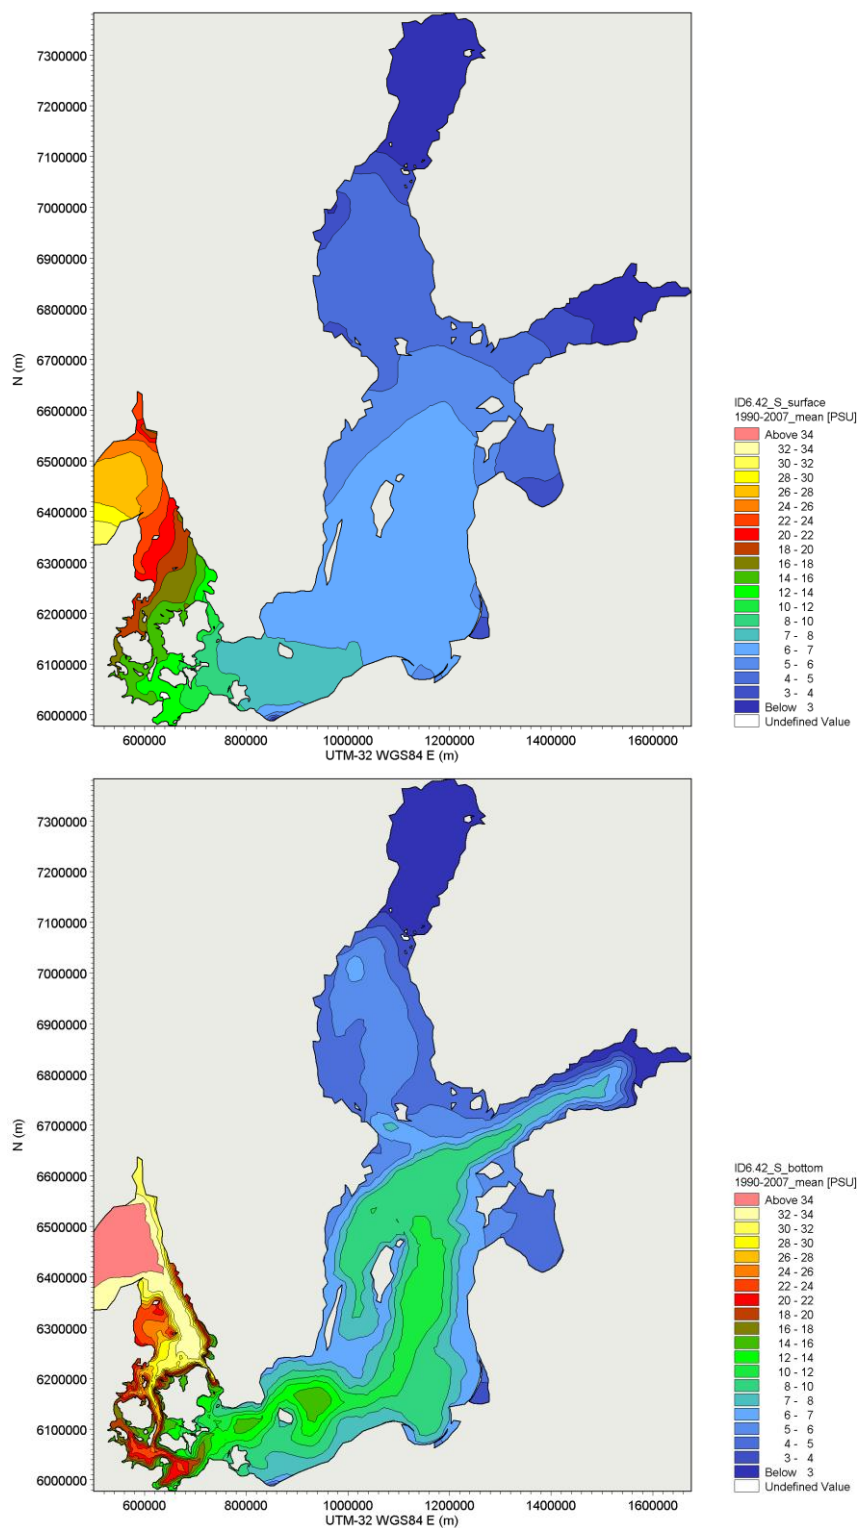 7300000
7200000
7100000
7000000
6900000
6800000
6700000
6600000
6500000
6400000
6300000
6200000
6100000
6000000
N (m)
600000 800000 1000000 1200000 1400000 1600000
UTM-32 WGS84 E (m)
ID6.42_S_surface
1990-2007_mean [PSU]
Above 34
32 - 34
30 - 32
28 - 30
26 - 28
24 - 26
22 - 24
20 - 22
18 - 20
16 - 18
14 - 16
12 - 14
10 - 12
8 - 10
7 - 8
6 - 7
5 - 6
4 - 5
3 - 4
Below 3
Undefined Value
7300000
7200000
7100000
7000000
6900000
6800000
6700000
6600000
6500000
6400000
6300000
6200000
6100000
6000000
N (m)
600000 800000 1000000 1200000 1400000 1600000
UTM-32 WGS84 E (m)
ID6.42_S_bottom
1990-2007_mean [PSU]
Above 34
32 - 34
30 - 32
28 - 30
26 - 28
24 - 26
22 - 24
20 - 22
18 - 20
16 - 18
14 - 16
12 - 14
10 - 12
8 - 10
7 - 8
6 - 7
5 - 6
4 - 5
3 - 4
Below 3
Undefined Value